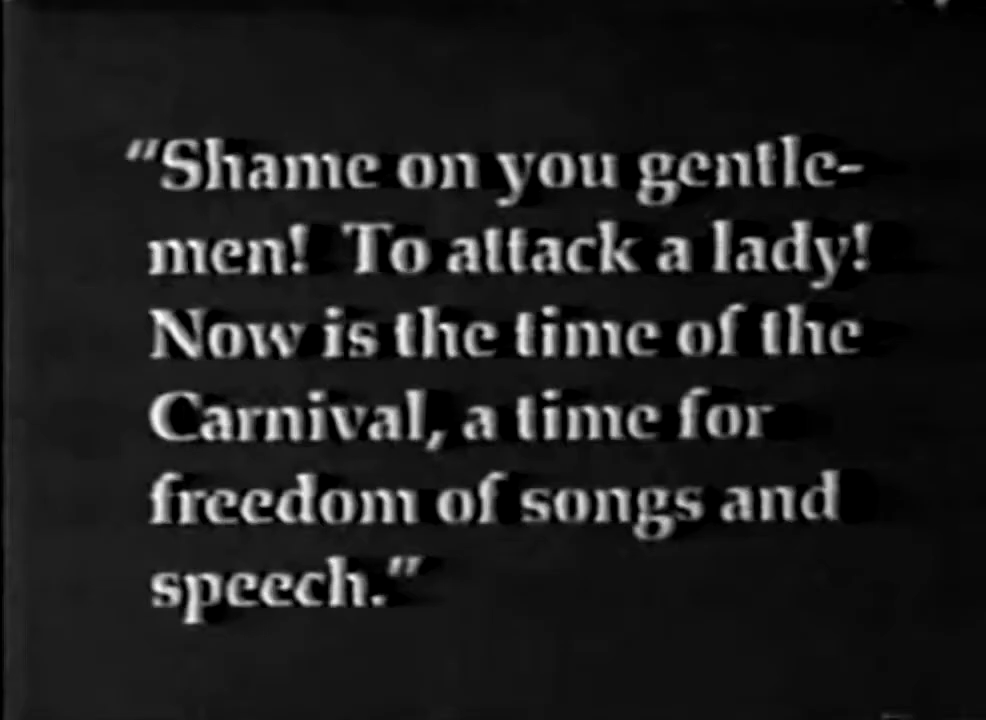 “Shame on you gentle-
men! To attack a lady!
Now is the time of the
Carnival, a time for
freedom of songs and
speech.”